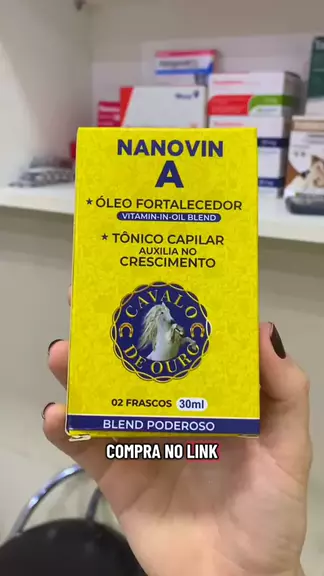 NANOVIN
A
★ ÓLEO FORTALECEDOR
VITAMIN-IN-OIL BLEND
★ TÔNICO CAPILAR
AUXILIA NO
CRESCIMENTO
CAVALO
DE OURO
02 FRASCOS 30ml
BLEND PODEROSO
COMPRA NO LINK